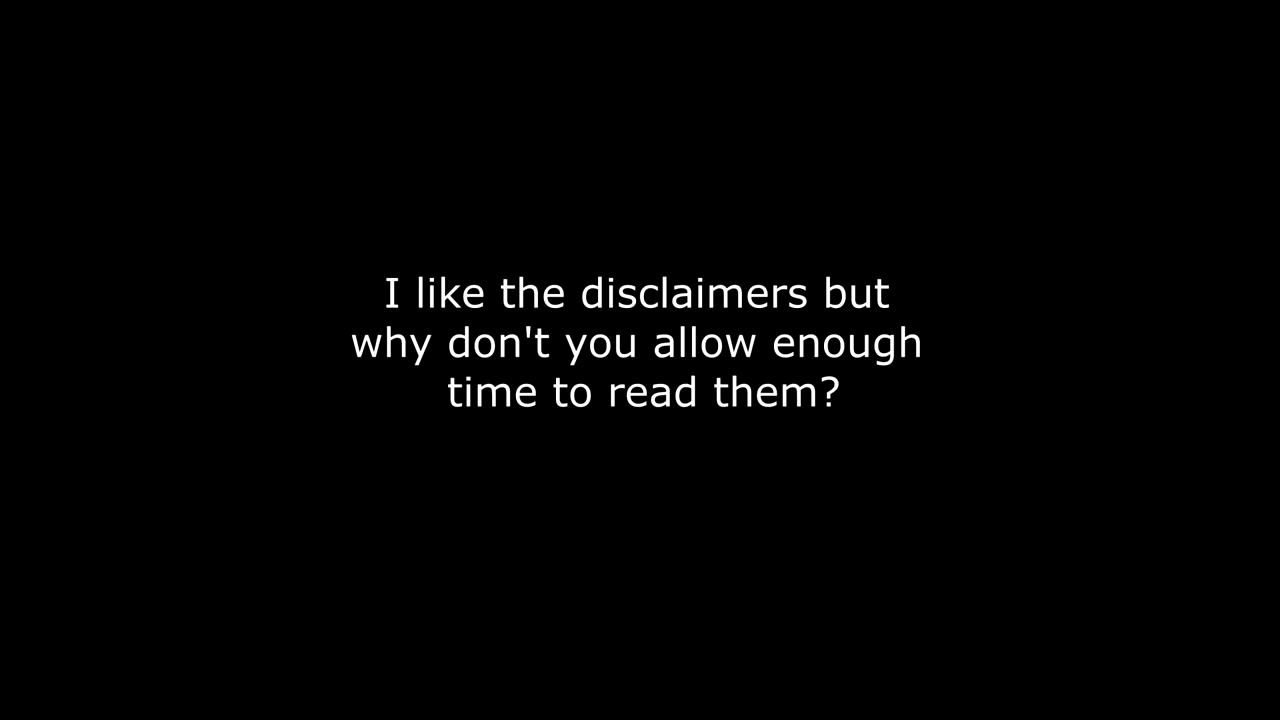 I like the disclaimers but
why don't you allow enough
time to read them?